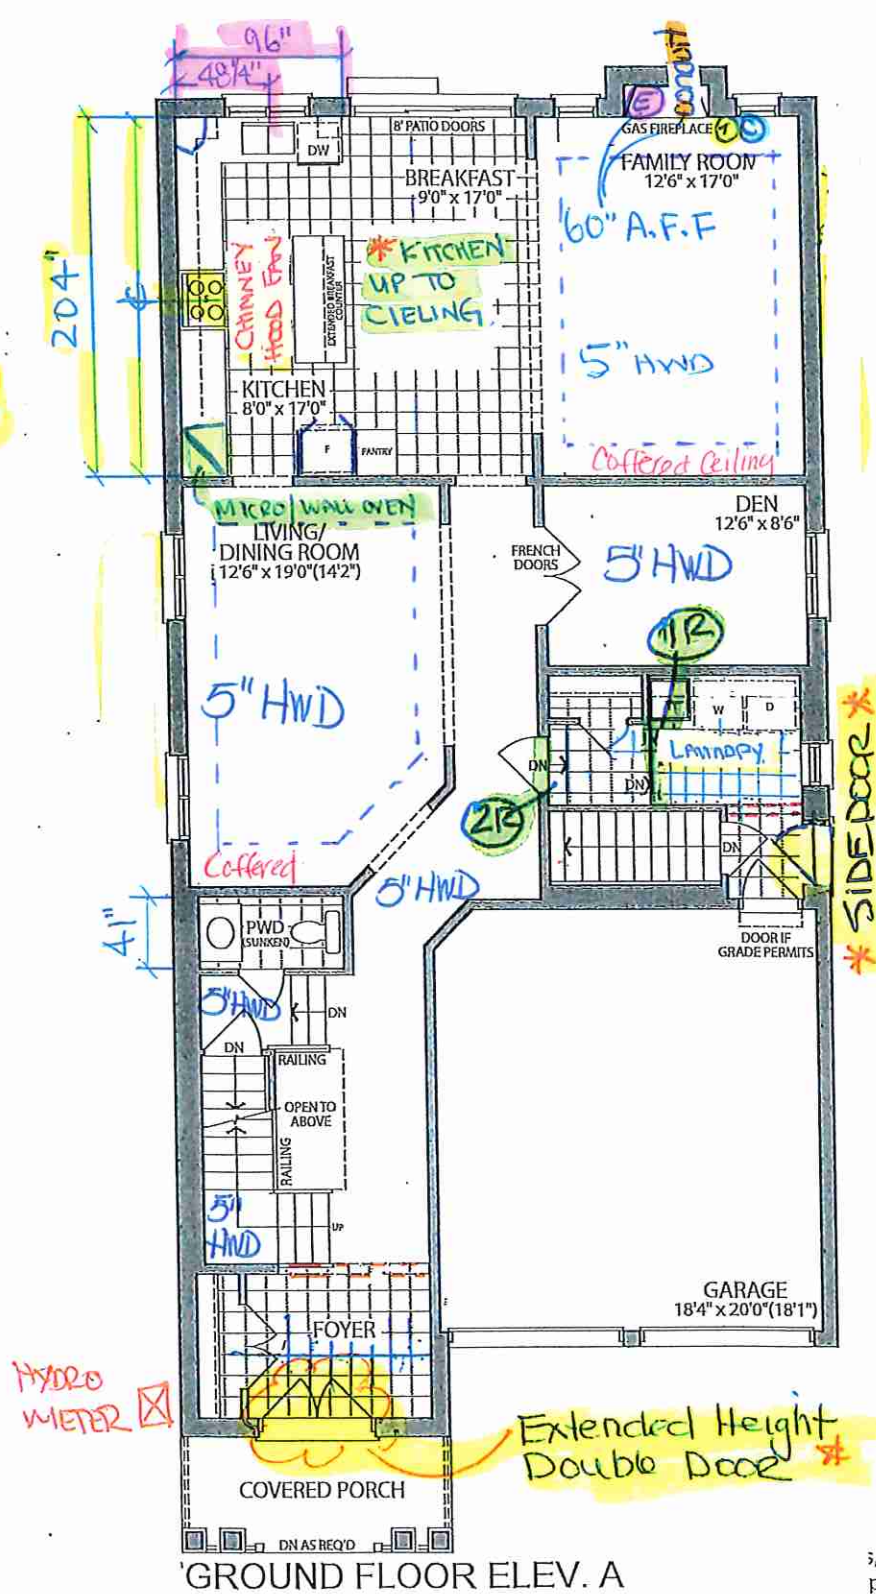 96"
48 1/4"
CONDUIT
E
8' PATIO DOORS
GAS FIREPLACE
T C
DW
BREAKFAST
9'0" x 17'0"
FAMILY ROOM
12'6" x 17'0"
60" A.F.F
204"
CHIMNEY
HOOD FAN
EXTENDED BREAKFAST
COUNTER
* KITCHEN
UP TO
CIELING
5" HWD
KITCHEN
8'0" x 17'0"
F
PANTRY
Coffered Ceiling
MICRO/WALL OVEN
LIVING/
DINING ROOM
12'6" x 19'0"(14'2")
DEN
12'6" x 8'6"
FRENCH
DOORS
5" HWD
1R
5" HWD
W
D
LANNDPY
DN
DN
2R
* SIDE DOOR *
DN
Coffered
5" HWD
41"
PWD
(SUNKEN)
DOOR IF
GRADE PERMITS
5" HWD
DN
DN
RAILING
OPEN TO
ABOVE
RAILING
5"
HWD
UP
GARAGE
18'4" x 20'0"(18'1")
FOYER
HYDRO
METER
Extended Height
Double Door *
COVERED PORCH
DN AS REQ'D
'GROUND FLOOR ELEV. A